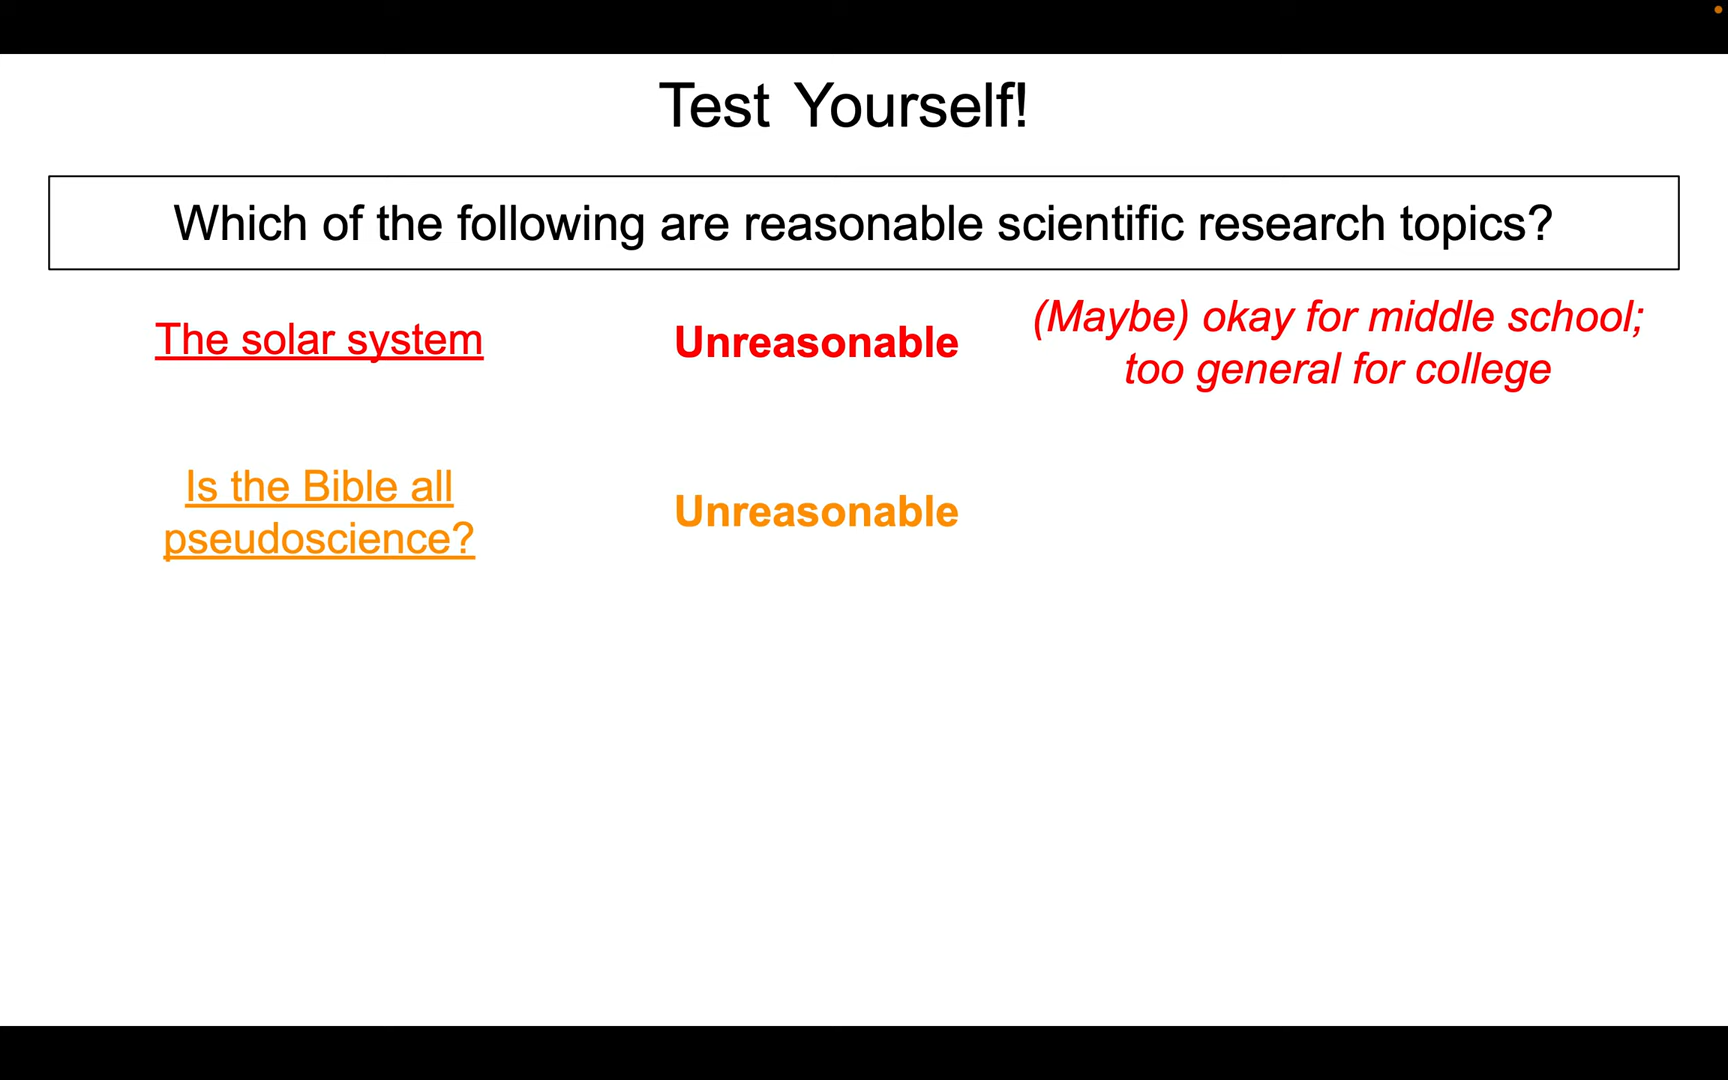 Test Yourself!
Which of the following are reasonable scientific research topics?
The solar system
Unreasonable
(Maybe) okay for middle school;
too general for college
Is the Bible all
pseudoscience?
Unreasonable